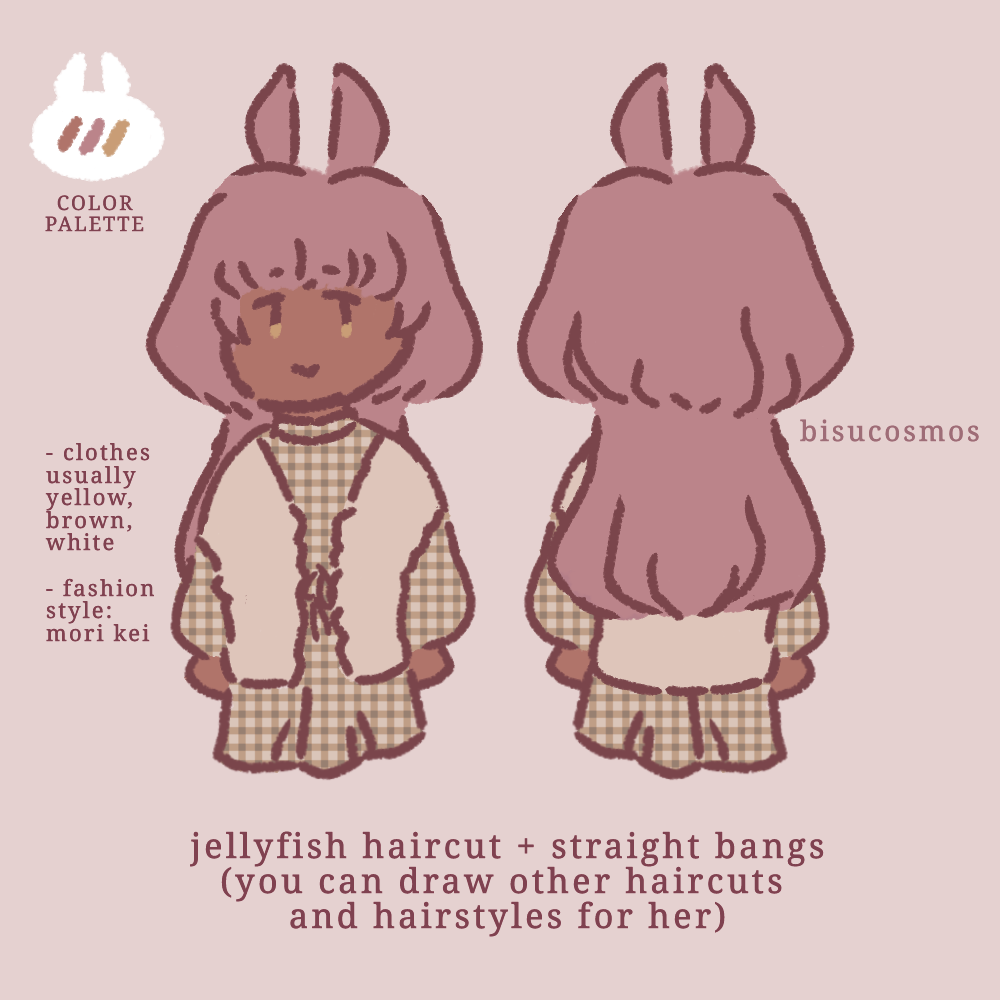 COLOR
PALETTE
- clothes
usually
yellow,
brown,
white
- fashion
style:
mori kei
bisucosmos
jellyfish haircut + straight bangs
(you can draw other haircuts
and hairstyles for her)